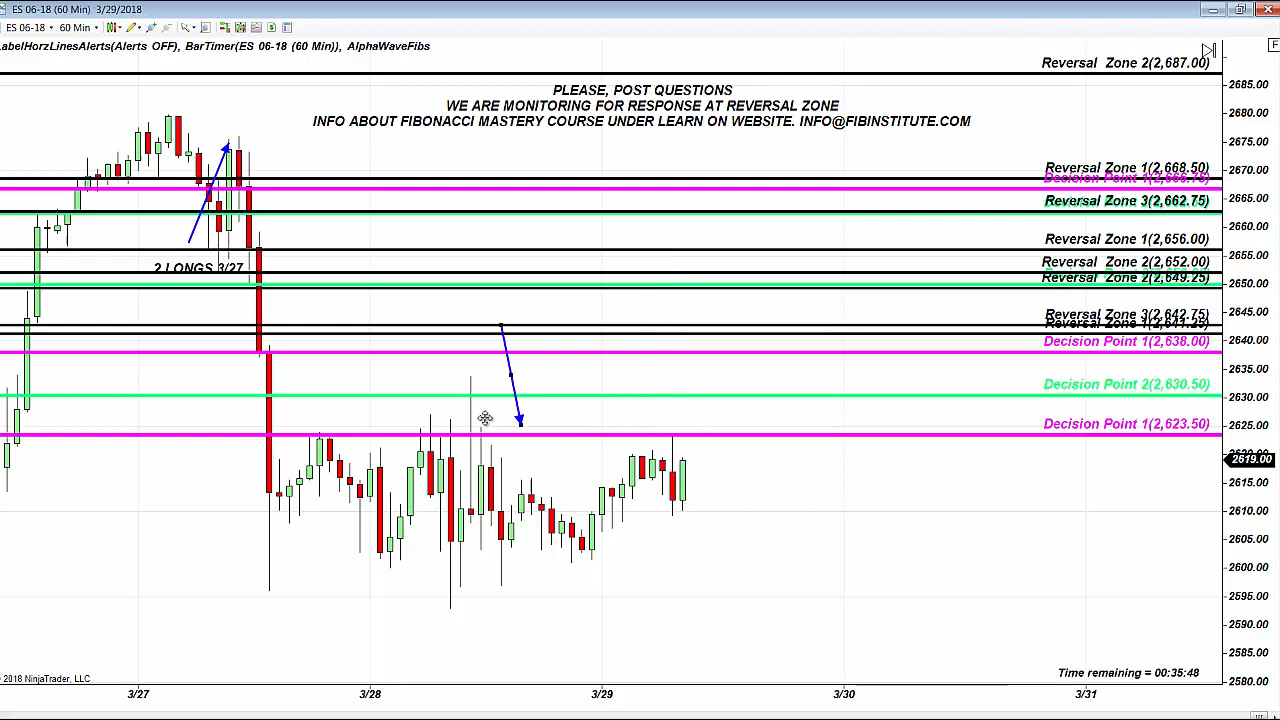 ES 06-18 (60 Min) 3/29/2018
ES 06-18 60 Min
LabelHorzLinesAlerts(Alerts OFF), BarTimer(ES 06-18 (60 Min)), AlphaWaveFibs
F
Reversal Zone 2(2,687.00)
PLEASE, POST QUESTIONS
WE ARE MONITORING FOR RESPONSE AT REVERSAL ZONE
INFO ABOUT FIBONACCI MASTERY COURSE UNDER LEARN ON WEBSITE. INFO@FIBINSTITUTE.COM
Reversal Zone 1(2,668.50)
Decision Point 1(2,666.75)
Reversal Zone 3(2,662.75)
Reversal Zone 1(2,656.00)
Reversal Zone 2(2,652.00)
2 LONGS 3/27
Reversal Zone 2(2,649.25)
Reversal Zone 3(2,642.75)
Decision Point 1(2,638.00)
Decision Point 2(2,630.50)
Decision Point 1(2,623.50)
2685.00
2680.00
2675.00
2670.00
2665.00
2660.00
2655.00
2650.00
2645.00
2640.00
2635.00
2630.00
2625.00
2619.00
2615.00
2610.00
2605.00
2600.00
2595.00
2590.00
2585.00
2580.00
2018 NinjaTrader, LLC
Time remaining = 00:35:48
3/27 3/28 3/29 3/30 3/31